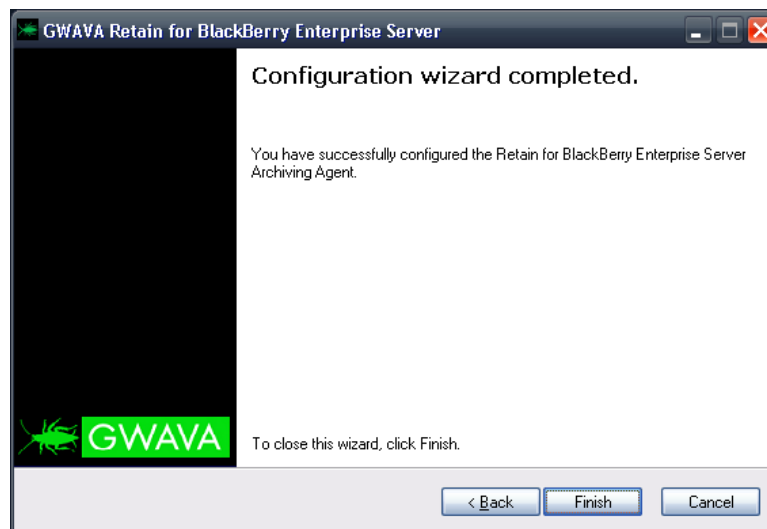 GWAVA Retain for BlackBerry Enterprise Server
Configuration wizard completed.
You have successfully configured the Retain for BlackBerry Enterprise Server
Archiving Agent.
GWAVA
To close this wizard, click Finish.
< Back
Finish
Cancel